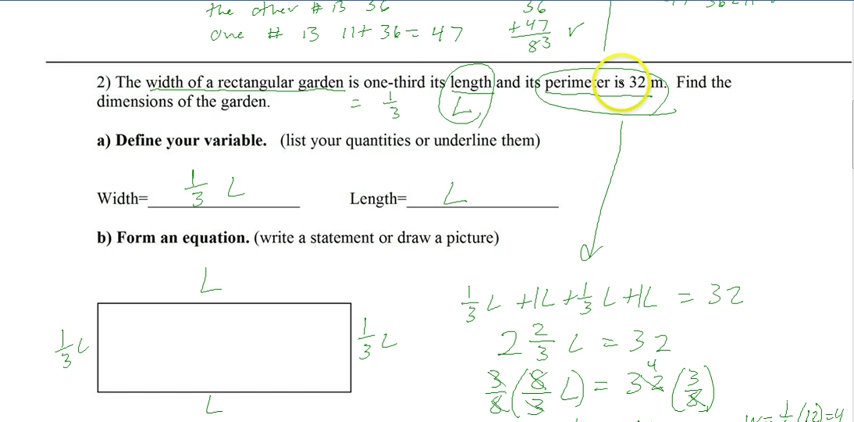 the other # is 36
one # is 11+36=47
36
+47
83 √
2) The width of a rectangular garden is one-third its length and its perimeter is 32 m. Find the
dimensions of the garden.
= 1/3 L
a) Define your variable. (list your quantities or underline them)
Width= 1/3 L Length= L
b) Form an equation. (write a statement or draw a picture)
L
1/3 L
1/3 L
L
1/3 L + 1L + 1/3 L + 1L = 32
2 2/3 L = 32
3/8 (8/3 L) = 32 4 (3/8)
w = 1/3 (12) = 4